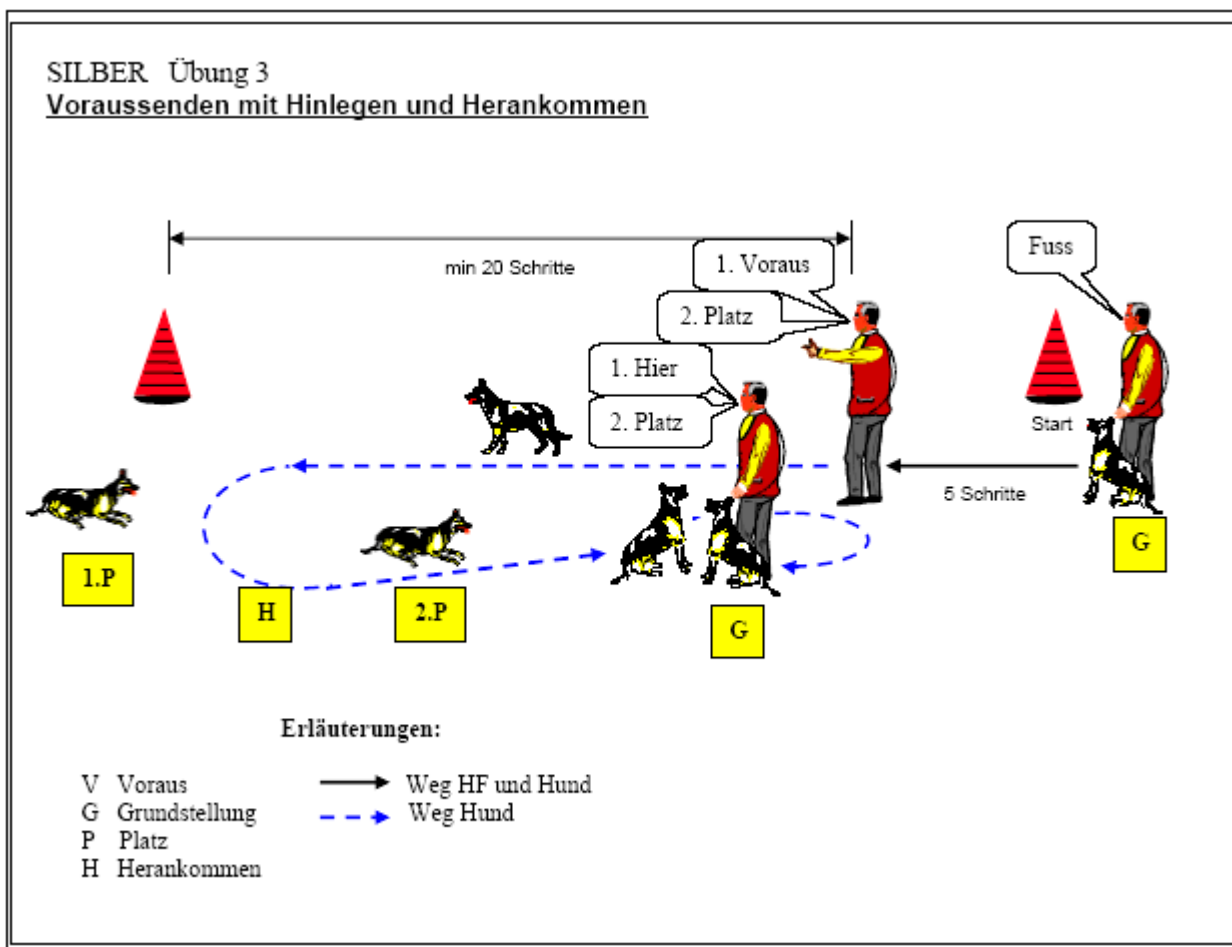 SILBER Übung 3
Voraussenden mit Hinlegen und Herankommen
min 20 Schritte
1. Voraus
2. Platz
Fuss
1. Hier
2. Platz
Start
5 Schritte
G
1.P
H
2.P
G
Erläuterungen:
V Voraus
G Grundstellung
P Platz
H Herankommen
Weg HF und Hund
Weg Hund